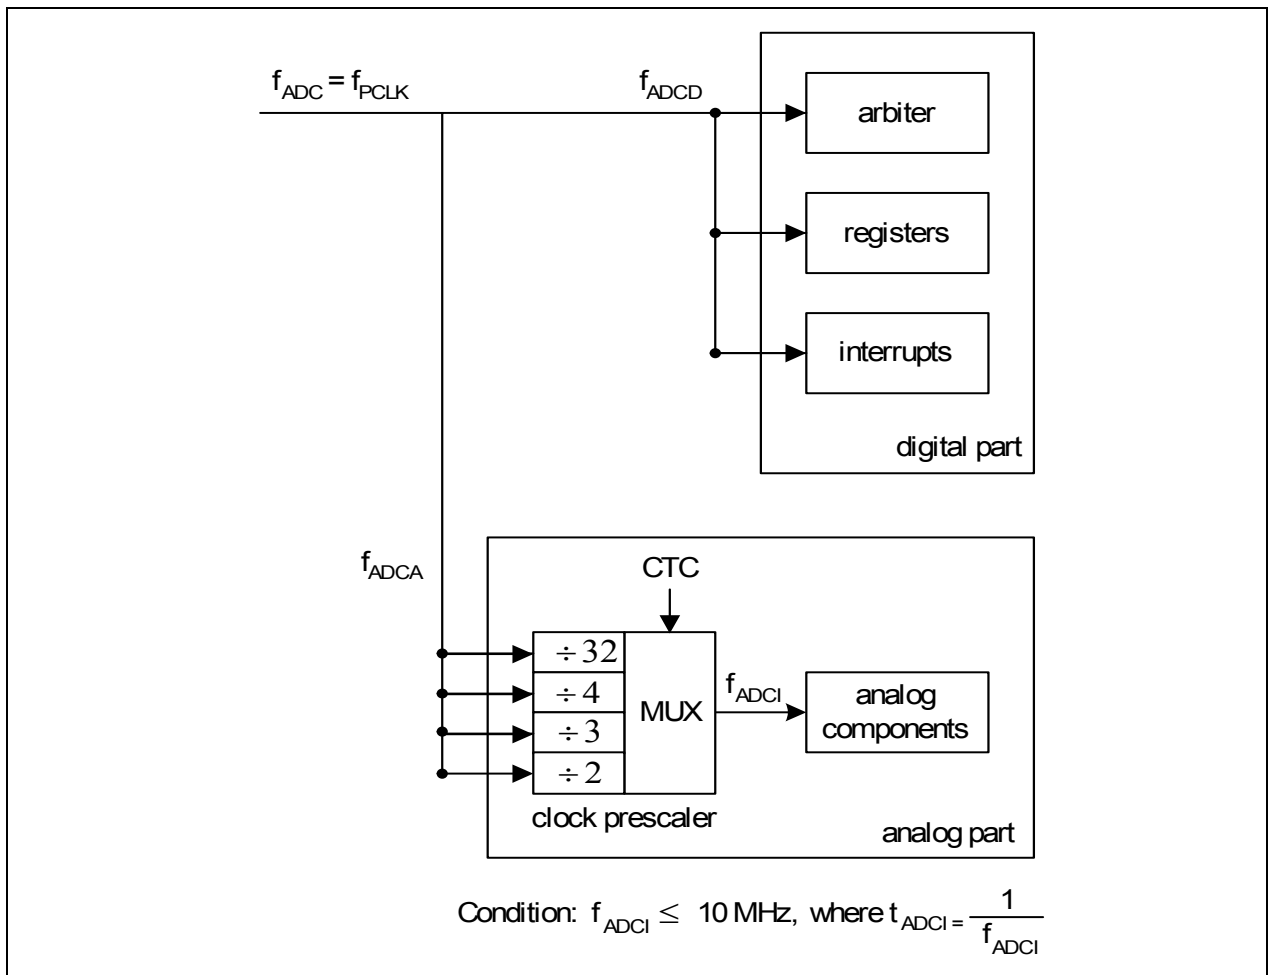 f_ADC = f_PCLK
f_ADCD
arbiter
registers
interrupts
digital part
f_ADCA
CTC
÷ 32
÷ 4
÷ 3
÷ 2
MUX
f_ADCI
analog
components
clock prescaler
analog part
Condition: f_ADCI ≤ 10 MHz, where t_ADCI = 1 / f_ADCI